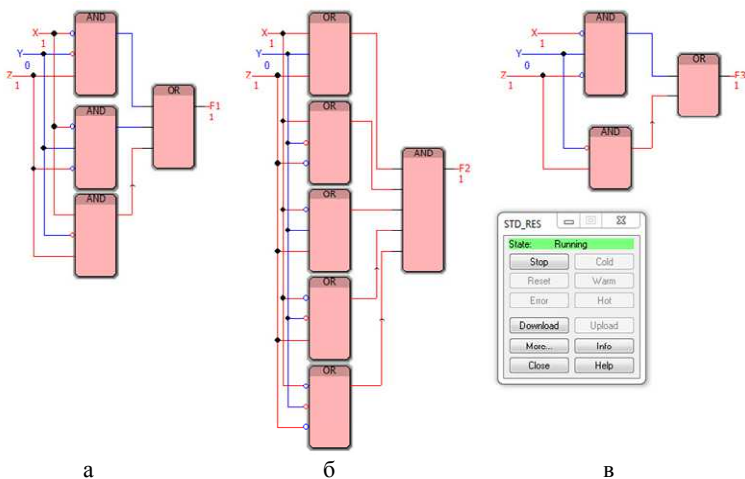 AND
X
1
Y
0
Z
1
OR
F1
1
AND
AND
а
OR
X
1
Y
0
Z
1
OR
AND
F2
1
OR
OR
OR
б
AND
X
1
Y
0
Z
1
OR
F3
1
AND
STD_RES
State: Running
Stop Cold
Reset Warm
Error Hot
Download Upload
More... Info
Close Help
в